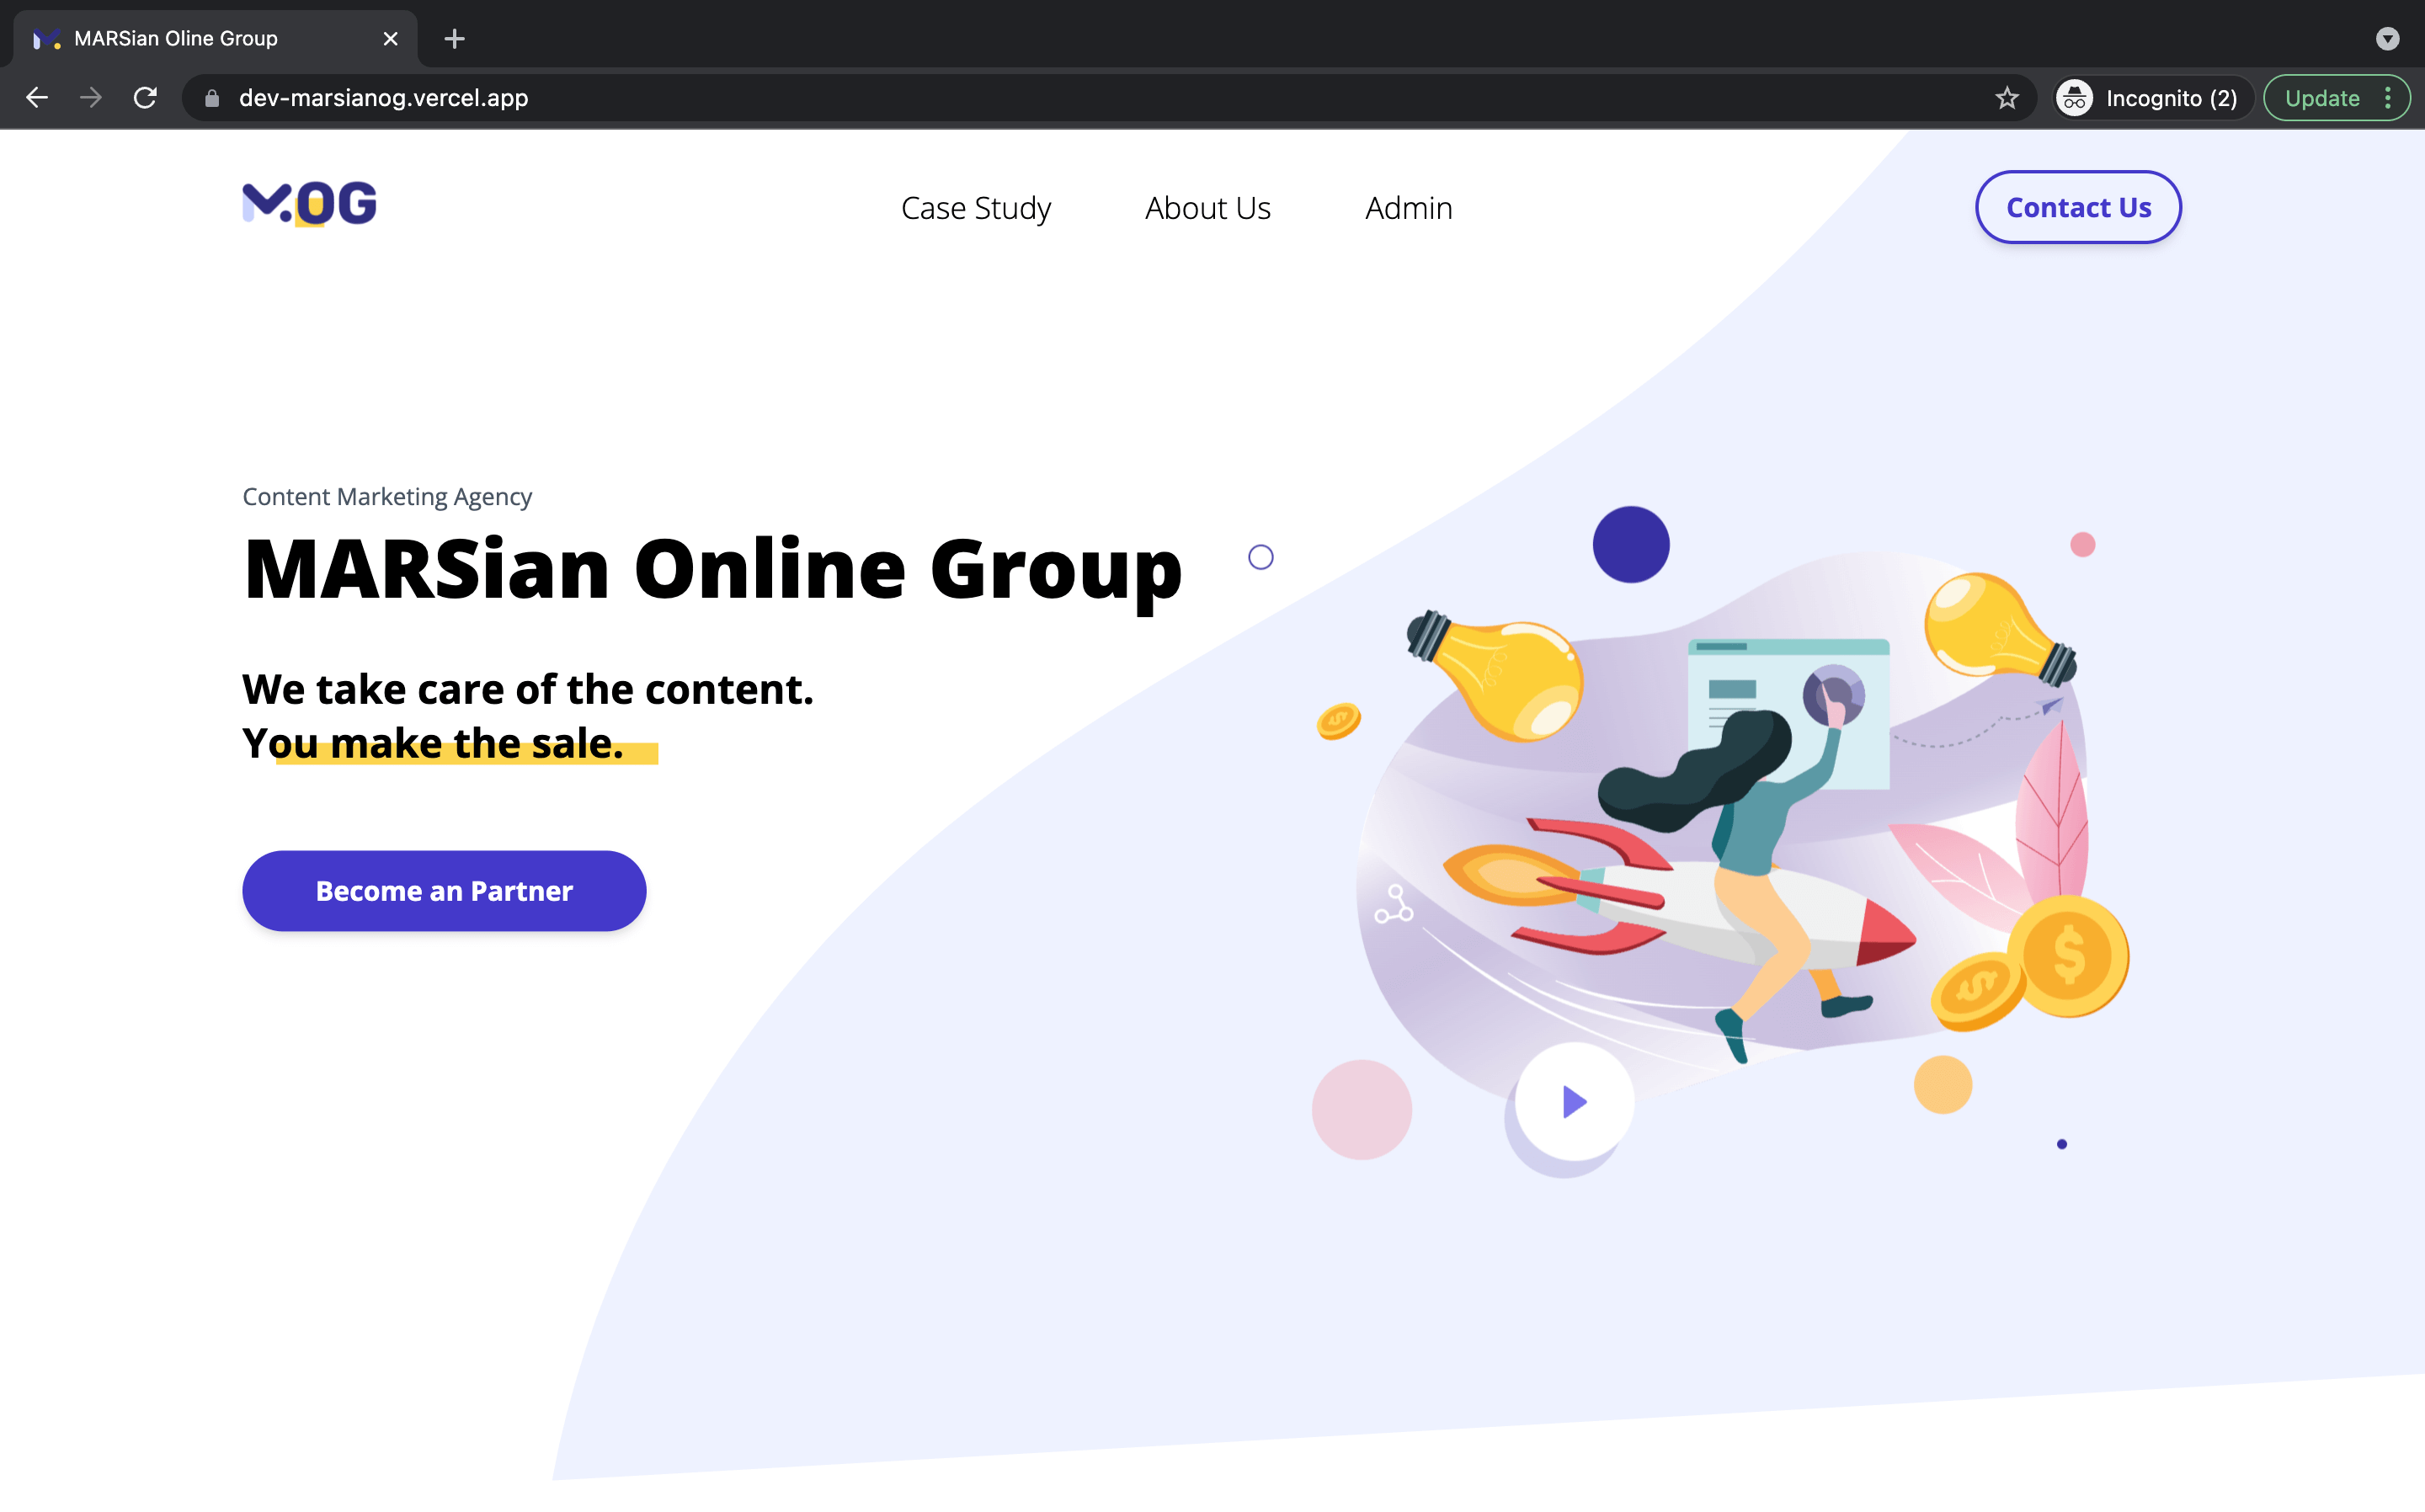 MARSian Oline Group
dev-marsianog.vercel.app
Incognito (2)
Update
M.OG
Case Study
About Us
Admin
Contact Us
Content Marketing Agency
MARSian Online Group
We take care of the content.
You make the sale.
Become an Partner
$
$
$